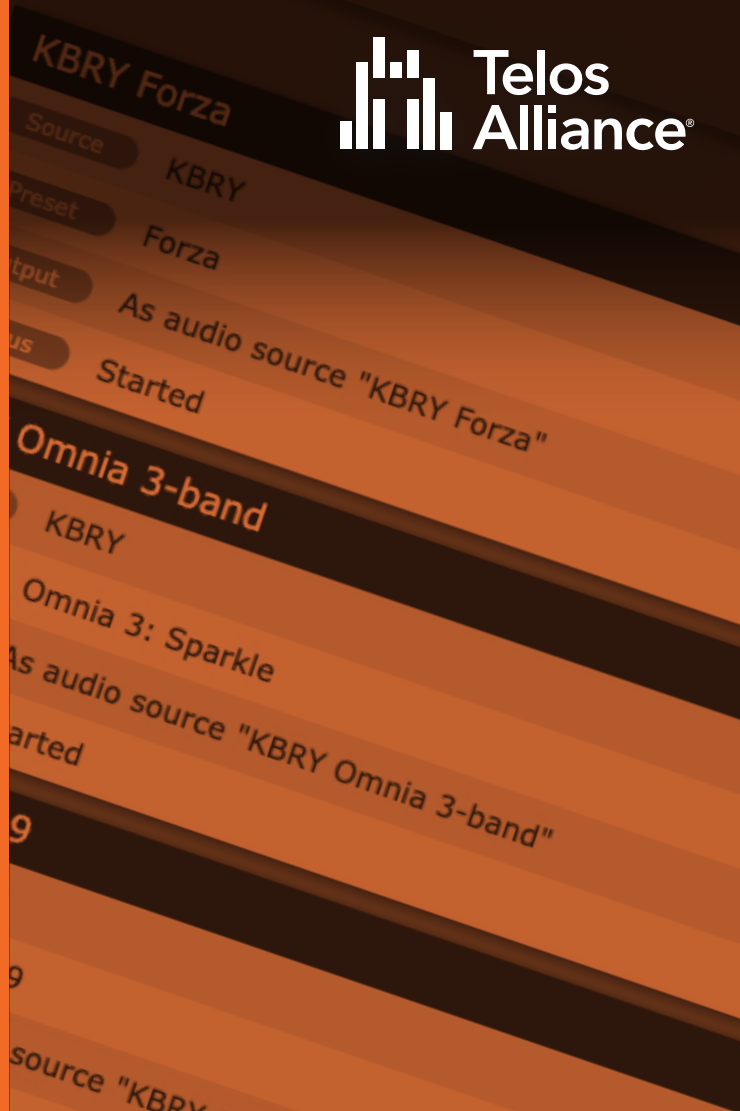 Telos
Alliance®
KBRY Forza
Source KBRY
Preset Forza
tput As audio source "KBRY Forza"
us Started
Omnia 3-band
KBRY
Omnia 3: Sparkle
As audio source "KBRY Omnia 3-band"
arted
9
9
source "KBRY